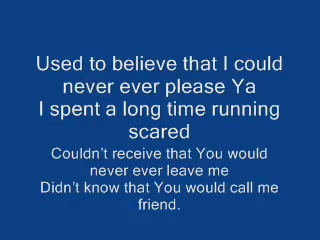 Used to believe that I could
never ever please Ya
I spent a long time running
scared
Couldn't receive that You would
never ever leave me
Didn't know that You would call me
friend.